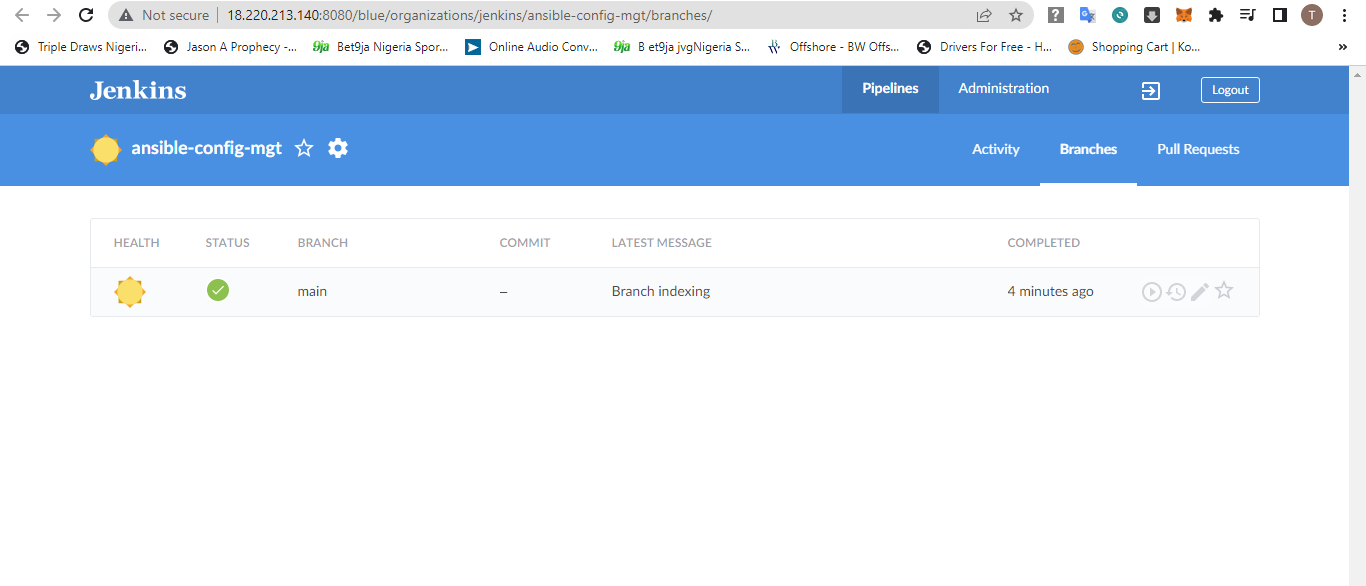 Not secure | 18.220.213.140:8080/blue/organizations/jenkins/ansible-config-mgt/branches/ T
Triple Draws Nigeri... Jason A Prophecy -... 9ja Bet9ja Nigeria Spor... Online Audio Conv... 9ja B et9ja jvgNigeria S... Offshore - BW Offs... Drivers For Free - H... Shopping Cart | Ko... »
Jenkins Pipelines Administration Logout
ansible-config-mgt Activity Branches Pull Requests
HEALTH STATUS BRANCH COMMIT LATEST MESSAGE COMPLETED
main – Branch indexing 4 minutes ago